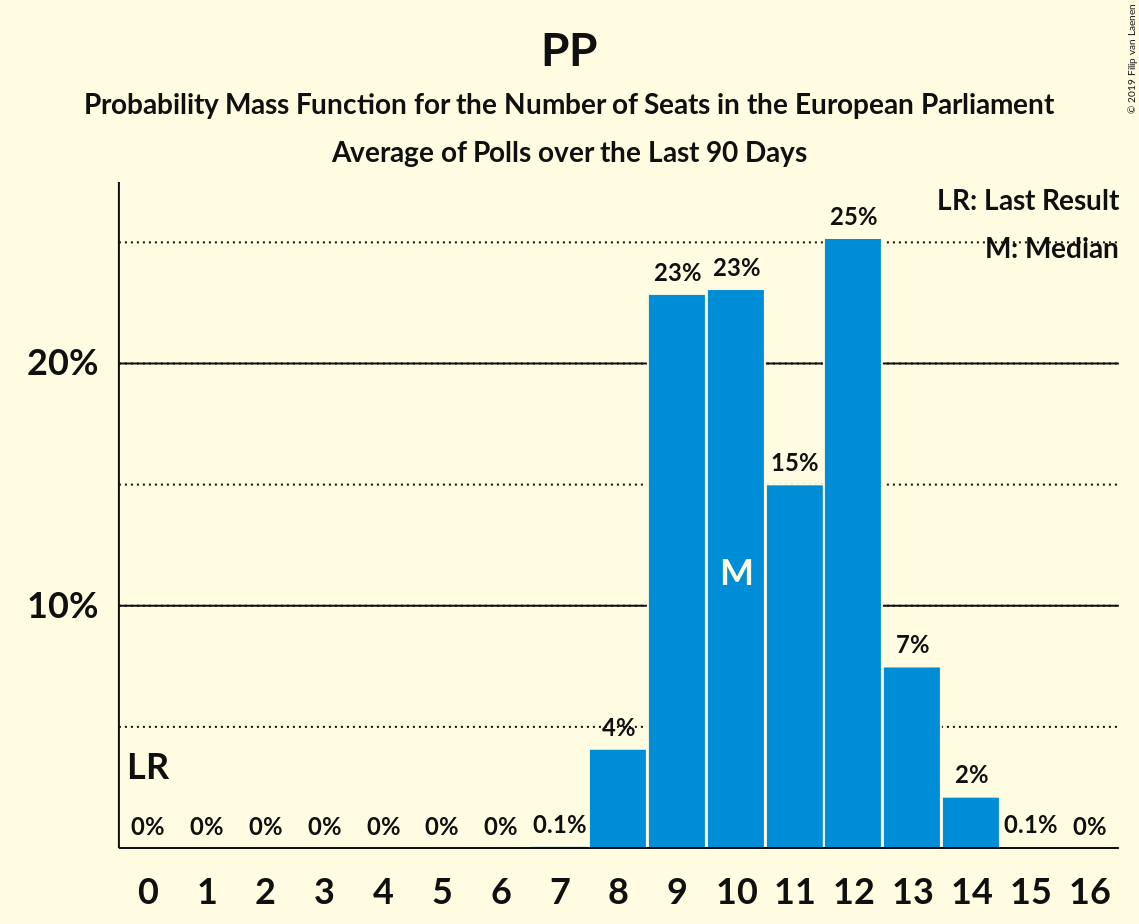 PP
Probability Mass Function for the Number of Seats in the European Parliament
Average of Polls over the Last 90 Days
© 2019 Filip van Laenen
LR: Last Result
M: Median
25%
23%
23%
20%
15%
M
10%
7%
4%
LR
2%
0%
0%
0%
0%
0%
0%
0%
0.1%
0.1%
0%
0 1 2 3 4 5 6 7 8 9 10 11 12 13 14 15 16